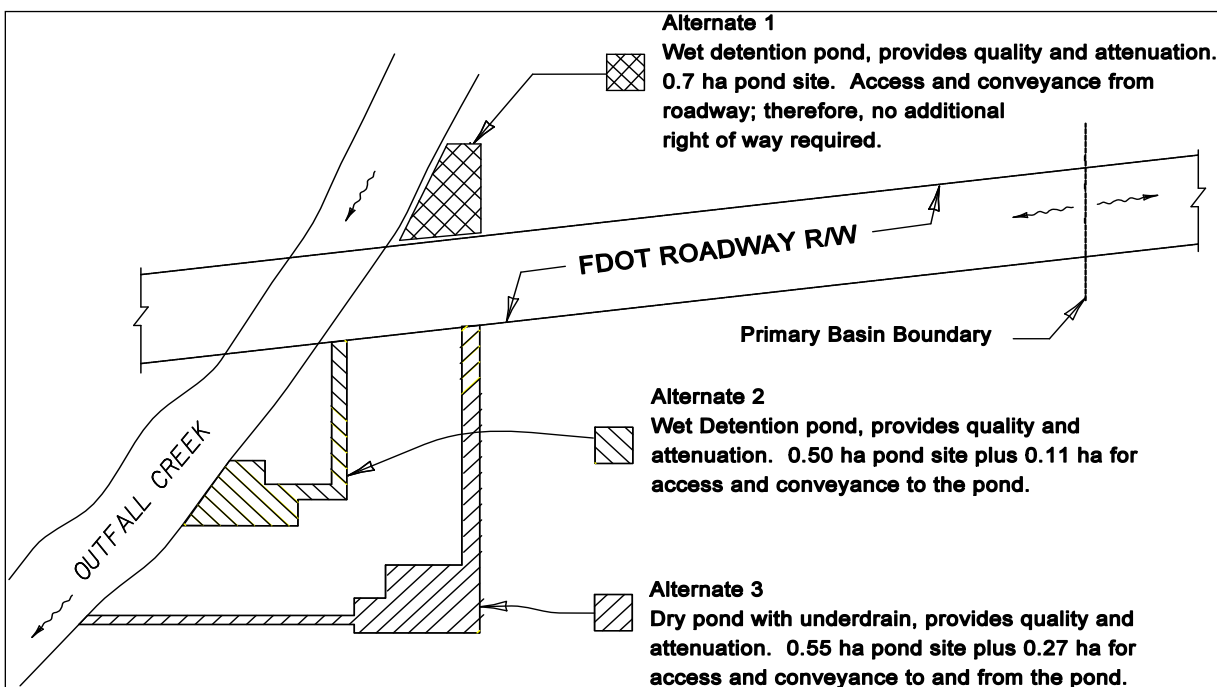 Alternate 1
Wet detention pond, provides quality and attenuation.
0.7 ha pond site. Access and conveyance from
roadway; therefore, no additional
right of way required.
FDOT ROADWAY R/W
Primary Basin Boundary
Alternate 2
Wet Detention pond, provides quality and
attenuation. 0.50 ha pond site plus 0.11 ha for
access and conveyance to the pond.
OUTFALL CREEK
Alternate 3
Dry pond with underdrain, provides quality and
attenuation. 0.55 ha pond site plus 0.27 ha for
access and conveyance to and from the pond.